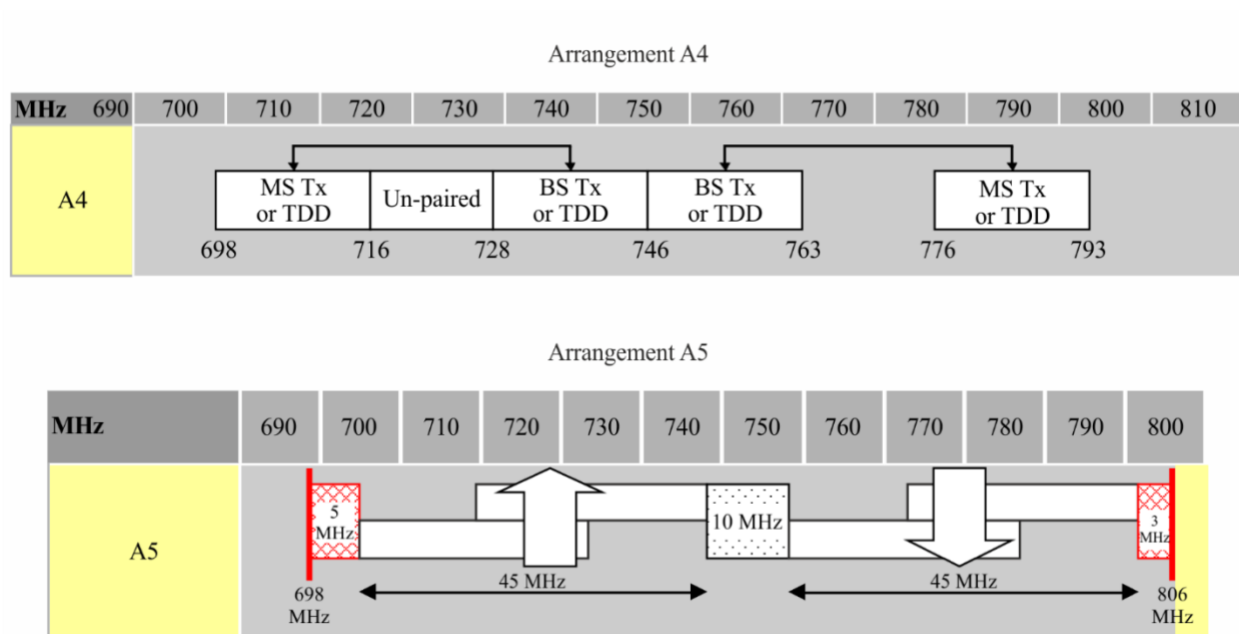 Arrangement A4
MHz 690 700 710 720 730 740 750 760 770 780 790 800 810
A4
MS Tx
or TDD
Un-paired
BS Tx
or TDD
BS Tx
or TDD
MS Tx
or TDD
698 716 728 746 763 776 793
Arrangement A5
MHz 690 700 710 720 730 740 750 760 770 780 790 800
A5
5
MHz
10 MHz
3
MHz
45 MHz 45 MHz
698
MHz
806
MHz